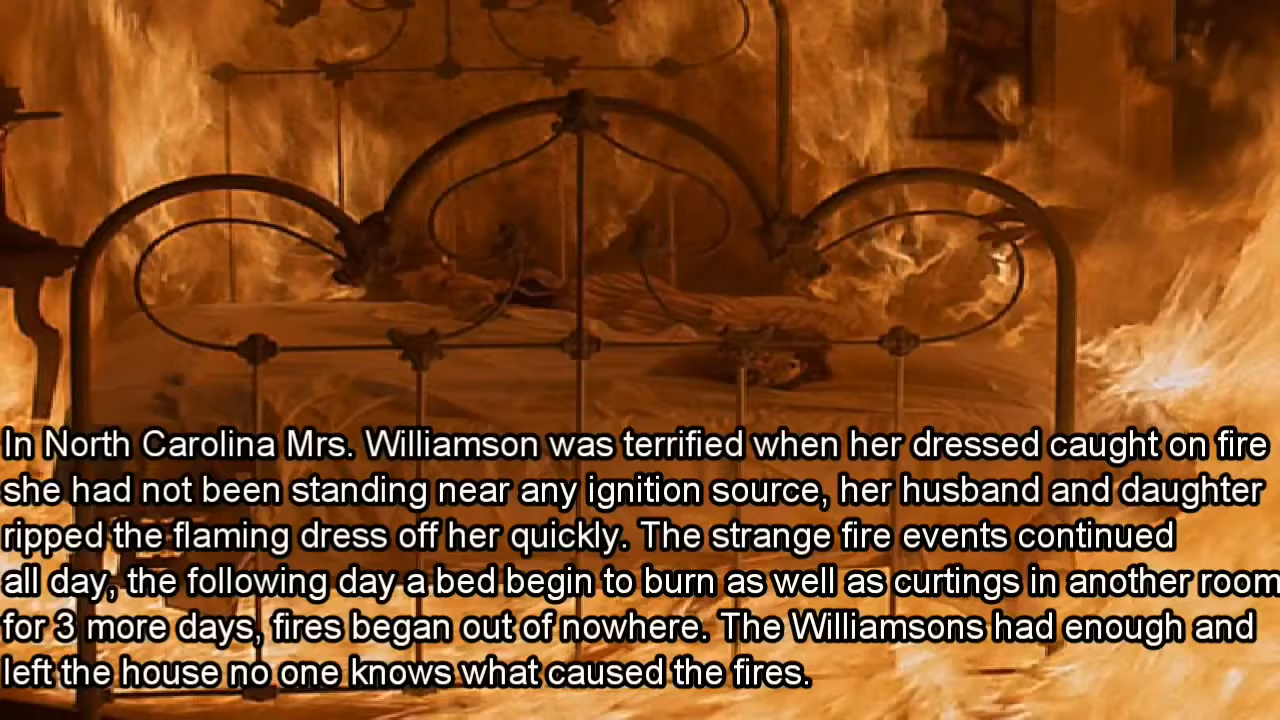 In North Carolina Mrs. Williamson was terrified when her dressed caught on fire
she had not been standing near any ignition source, her husband and daughter
ripped the flaming dress off her quickly. The strange fire events continued
all day, the following day a bed begin to burn as well as curtings in another room
for 3 more days, fires began out of nowhere. The Williamsons had enough and
left the house no one knows what caused the fires.